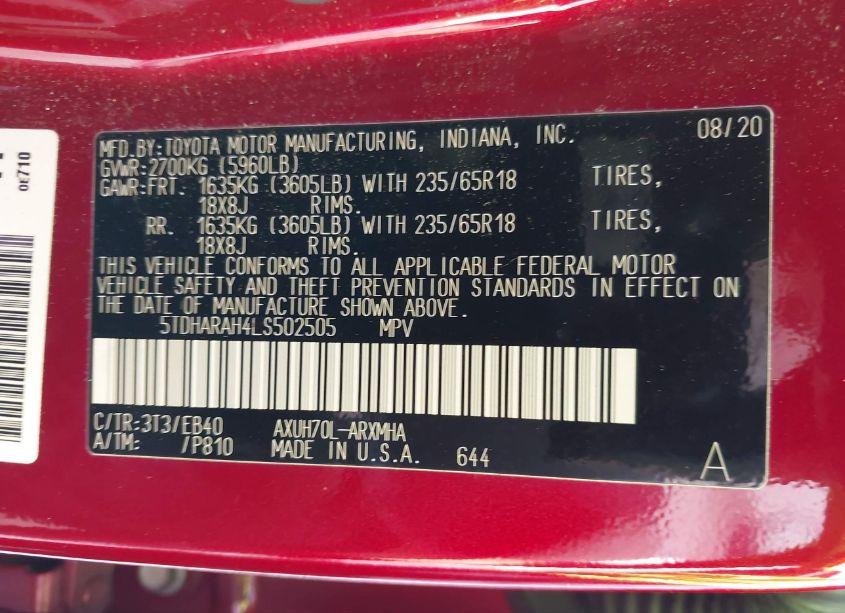 MFD.BY:TOYOTA MOTOR MANUFACTURING, INDIANA, INC. 08/20
GVWR:2700KG (5960LB)
GAWR:FRT. 1635KG (3605LB) WITH 235/65R18 TIRES,
18X8J RIMS.
RR. 1635KG (3605LB) WITH 235/65R18 TIRES,
18X8J RIMS.
THIS VEHICLE CONFORMS TO ALL APPLICABLE FEDERAL MOTOR
VEHICLE SAFETY AND THEFT PREVENTION STANDARDS IN EFFECT ON
THE DATE OF MANUFACTURE SHOWN ABOVE.
5TDHARAH4LS502505 MPV
C/TR:3T3/EB40 AXUH70L-ARXMHA
A/TM: /P810 MADE IN U.S.A. 644 A